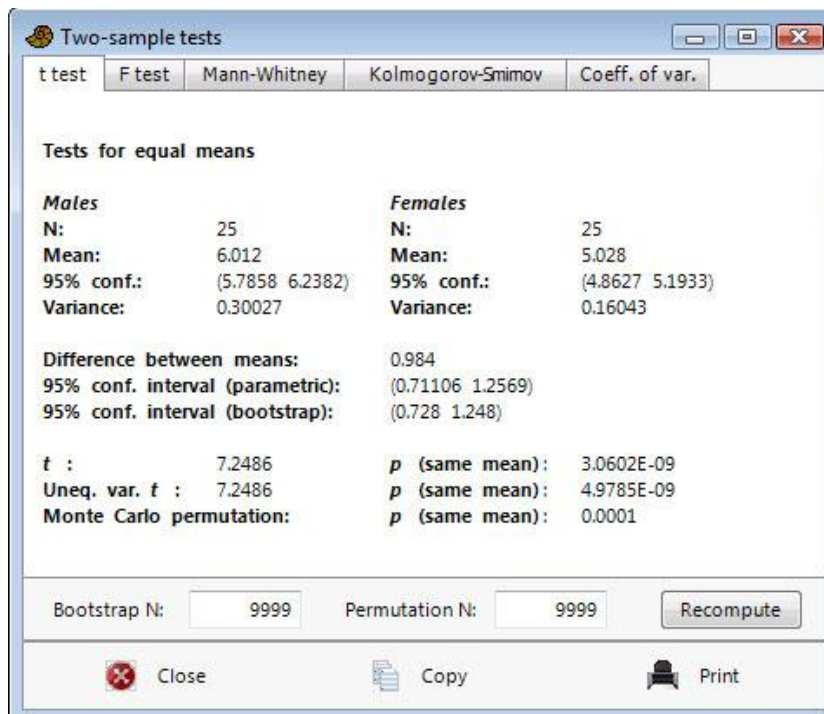 Two-sample tests
t test F test Mann-Whitney Kolmogorov-Smirnov Coeff. of var.
Tests for equal means
Males Females
N: 25 N: 25
Mean: 6.012 Mean: 5.028
95% conf.: (5.7858 6.2382) 95% conf.: (4.8627 5.1933)
Variance: 0.30027 Variance: 0.16043
Difference between means: 0.984
95% conf. interval (parametric): (0.71106 1.2569)
95% conf. interval (bootstrap): (0.728 1.248)
t : 7.2486 p (same mean): 3.0602E-09
Uneq. var. t : 7.2486 p (same mean): 4.9785E-09
Monte Carlo permutation: p (same mean): 0.0001
Bootstrap N: 9999 Permutation N: 9999 Recompute
Close Copy Print